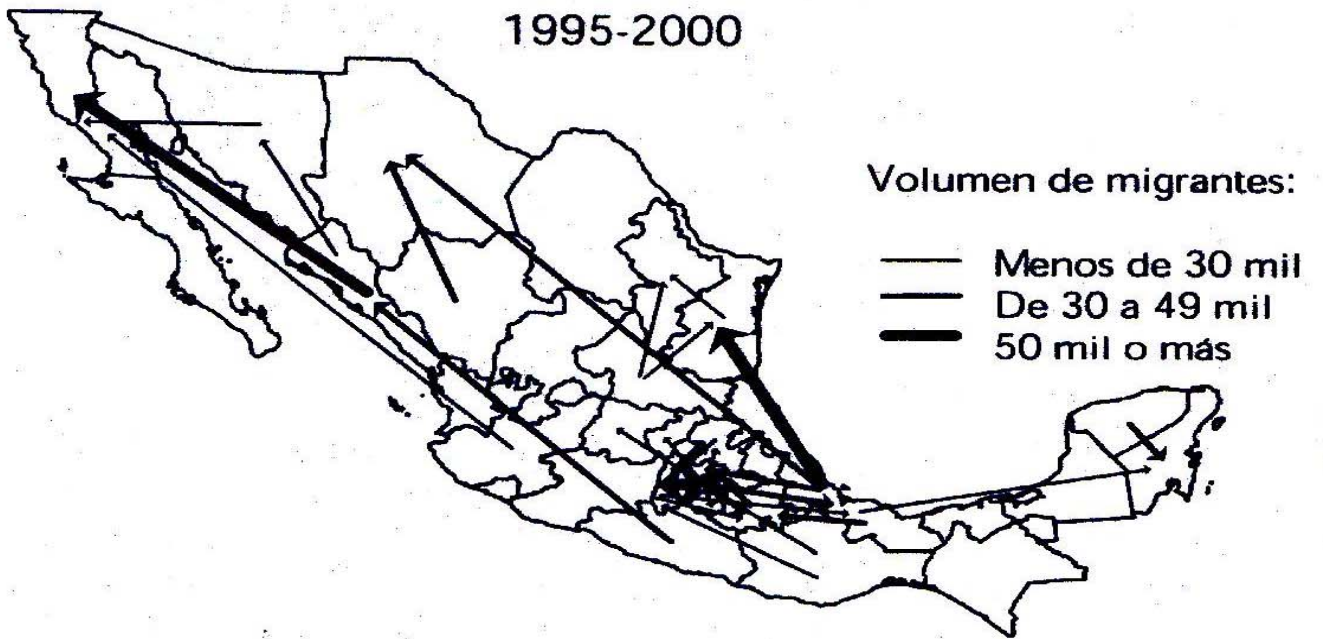 1995-2000
Volumen de migrantes:
Menos de 30 mil
De 30 a 49 mil
50 mil o más